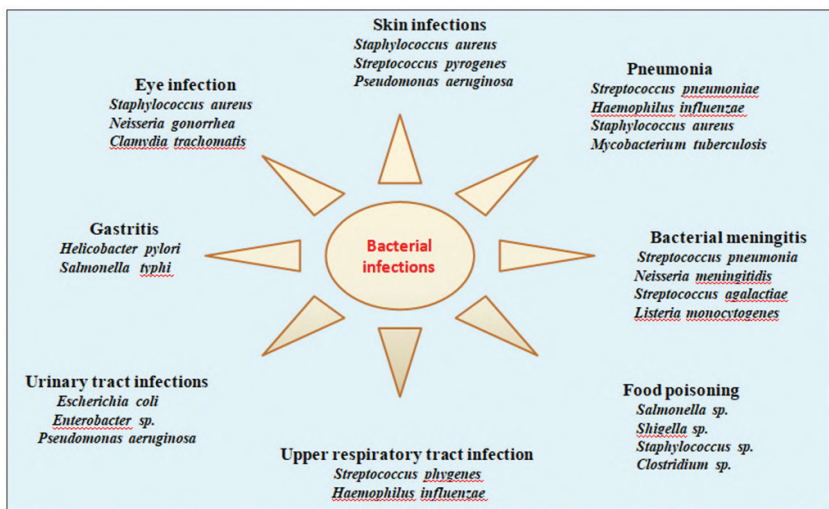 Skin infections
Staphylococcus aureus
Streptococcus pyrogenes
Pseudomonas aeruginosa
Pneumonia
Streptococcus pneumoniae
Haemophilus influenzae
Staphylococcus aureus
Mycobacterium tuberculosis
Eye infection
Staphylococcus aureus
Neisseria gonorrhea
Clamydia trachomatis
Gastritis
Helicobacter pylori
Salmonella typhi
Bacterial
infections
Bacterial meningitis
Streptococcus pneumonia
Neisseria meningitidis
Streptococcus agalactiae
Listeria monocytogenes
Urinary tract infections
Escherichia coli
Enterobacter sp.
Pseudomonas aeruginosa
Food poisoning
Salmonella sp.
Shigella sp.
Staphylococcus sp.
Clostridium sp.
Upper respiratory tract infection
Streptococcus phygenes
Haemophilus influenzae